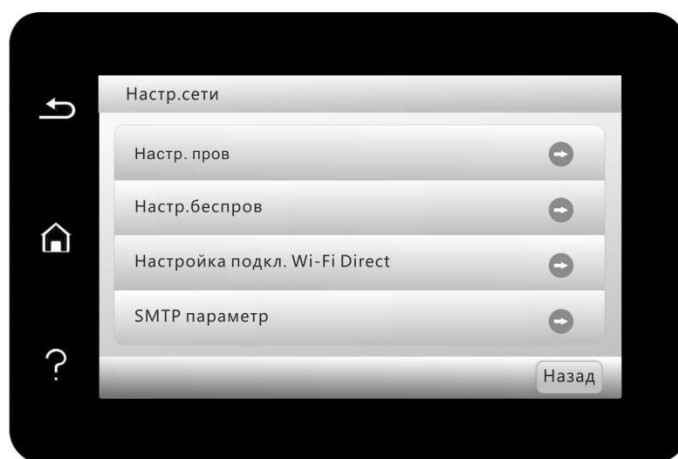 Настр.сети
Настр. пров
Настр.беспров
Настройка подкл. Wi-Fi Direct
SMTP параметр
Назад